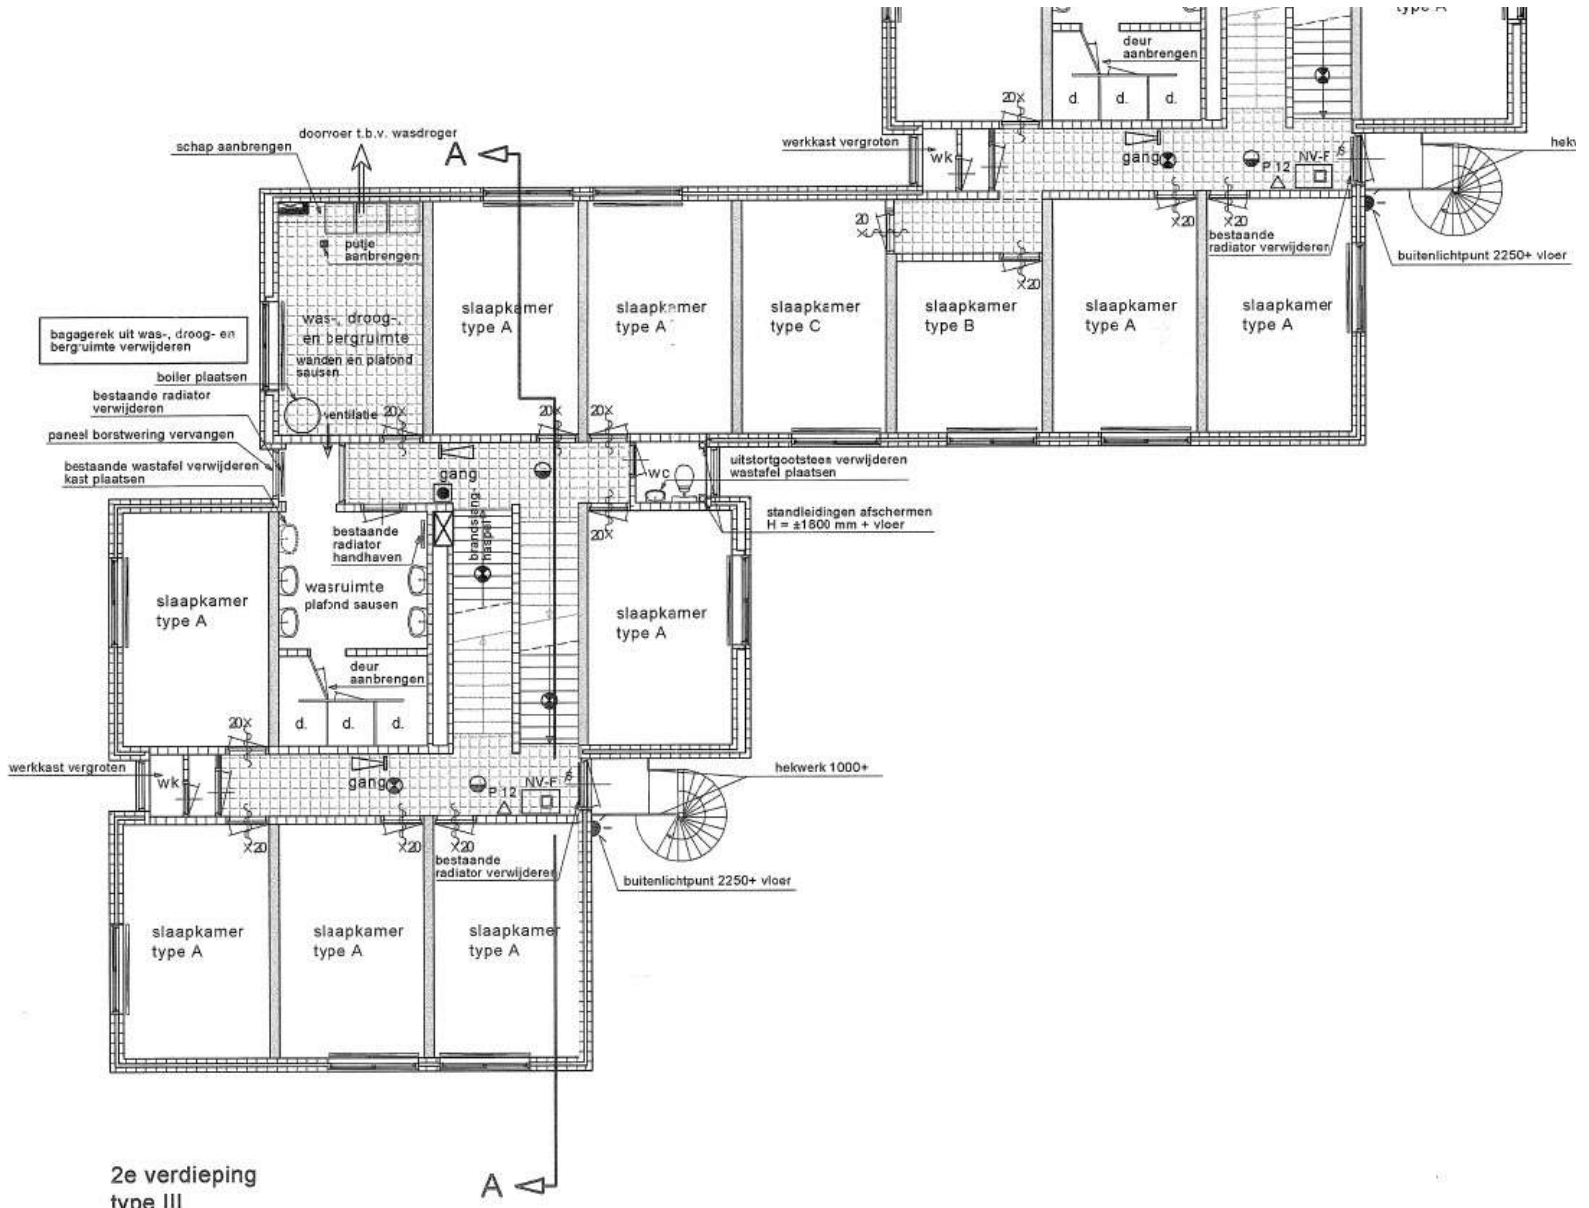 type A
deur
aanbrengen
20X
d.
d.
d.
doorvoer t.b.v. wasdroger
schap aanbrengen
A
werkkast vergroten
wk
gang
P.12
NV-F
hekw
putje
aanbrengen
20
X
X20
X20
X20
bestaande
radiator verwijderen
buitenlichtpunt 2250+ vloer
bagagerek uit was-, droog- en
bergruimte verwijderen
was-, droog-,
en bergruimte
wanden en plafond
sausen
slaapkamer
type A
slaapkamer
type A
slaapkamer
type C
slaapkamer
type B
slaapkamer
type A
slaapkamer
type A
boiler plaatsen
bestaande radiator
verwijderen
ventilatie
20X
20X
20X
paneel borstwering vervangen
bestaande wastafel verwijderen
kast plaatsen
gang
wc
uitstortgootsteen verwijderen
wastafel plaatsen
standleidingen afschermen
H = ±1800 mm + vloer
20X
bestaande
radiator
handhaven
brandslang-
haspel
slaapkamer
type A
wasruimte
plafond sausen
slaapkamer
type A
deur
aanbrengen
d.
d.
d.
20X
werkkast vergroten
wk
gang
P.12
NV-F
hekwerk 1000+
X20
X20
X20
bestaande
radiator verwijderen
buitenlichtpunt 2250+ vloer
slaapkamer
type A
slaapkamer
type A
slaapkamer
type A
2e verdieping
type III
A